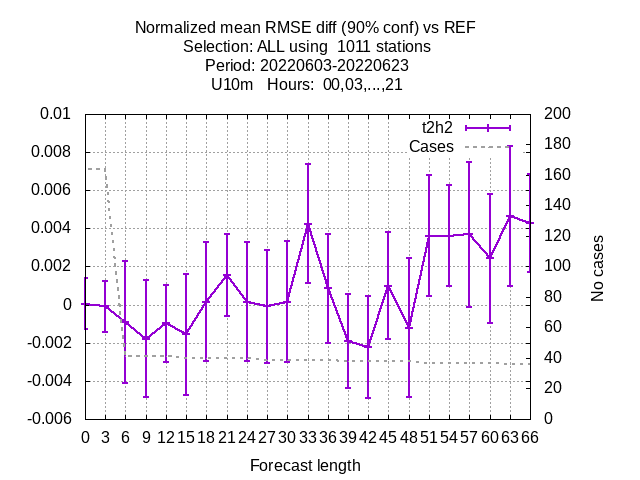 Normalized mean RMSE diff (90% conf) vs REF
Selection: ALL using  1011 stations
Period: 20220603-20220623
U10m   Hours:  00,03,...,21
0.01
0.008
0.006
0.004
0.002
0
-0.002
-0.004
-0.006
t2h2
Cases
200
180
160
140
120
100
80
60
40
20
0
No cases
0 3 6 9 12 15 18 21 24 27 30 33 36 39 42 45 48 51 54 57 60 63 66
Forecast length